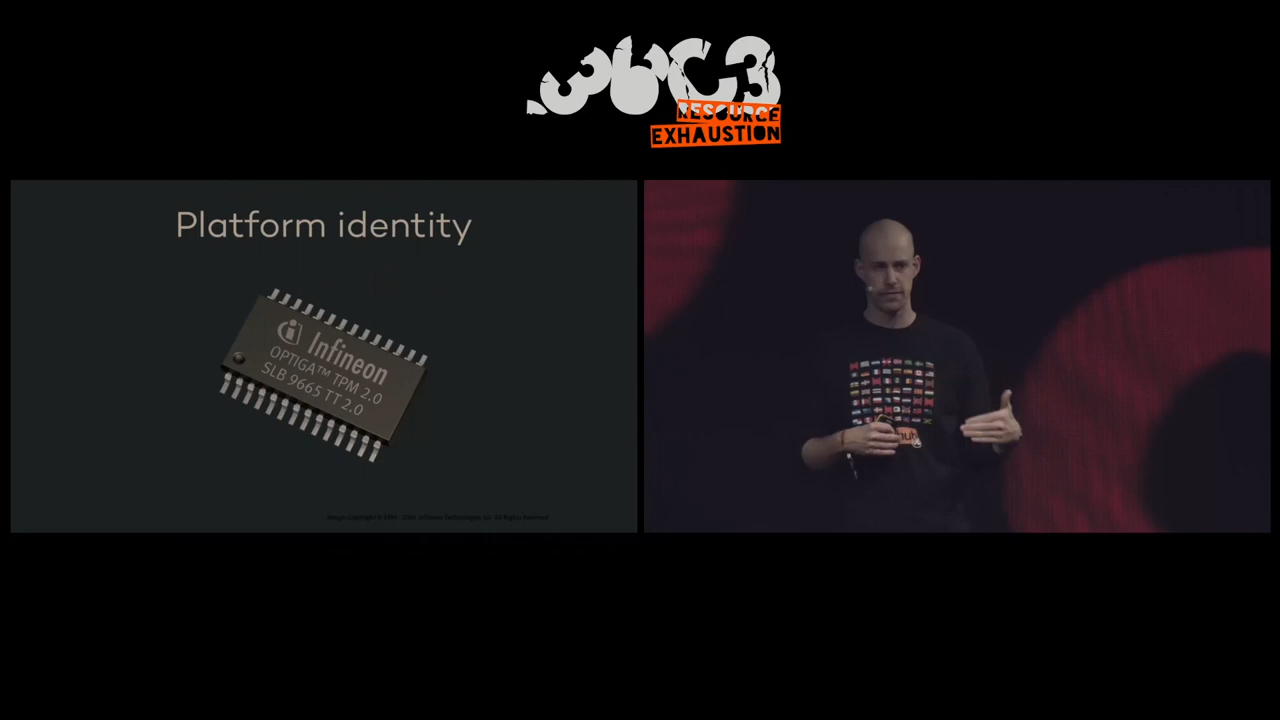 36C3
RESOURCE
EXHAUSTION
Platform identity
Infineon
OPTIGA™ TPM 2.0
SLB 9665 TT 2.0